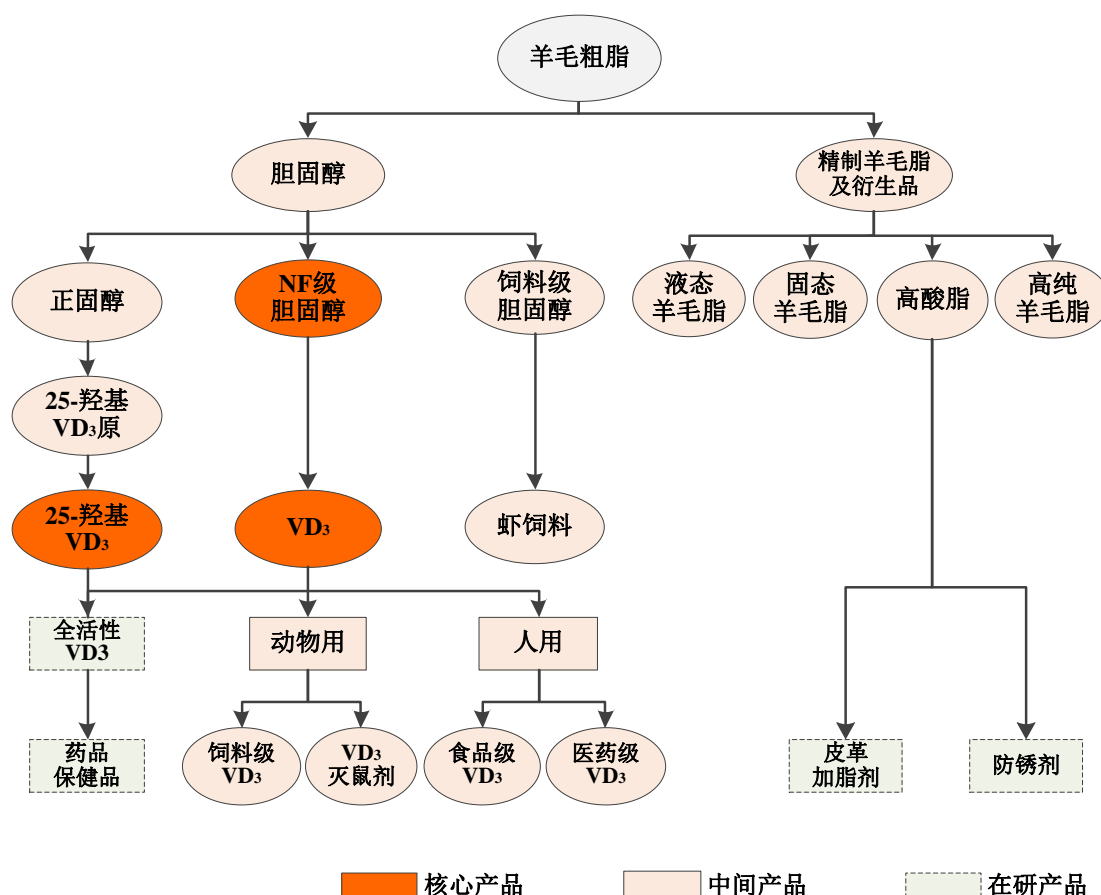 羊毛粗脂
胆固醇
精制羊毛脂
及衍生品
正固醇
NF级
胆固醇
饲料级
胆固醇
液态
羊毛脂
固态
羊毛脂
高酸脂
高纯
羊毛脂
25-羟基
VD₃原
25-羟基
VD₃
VD₃
虾饲料
全活性
VD3
动物用
人用
药品
保健品
饲料级
VD₃
VD₃
灭鼠剂
食品级
VD₃
医药级
VD₃
皮革
加脂剂
防锈剂
核心产品
中间产品
在研产品